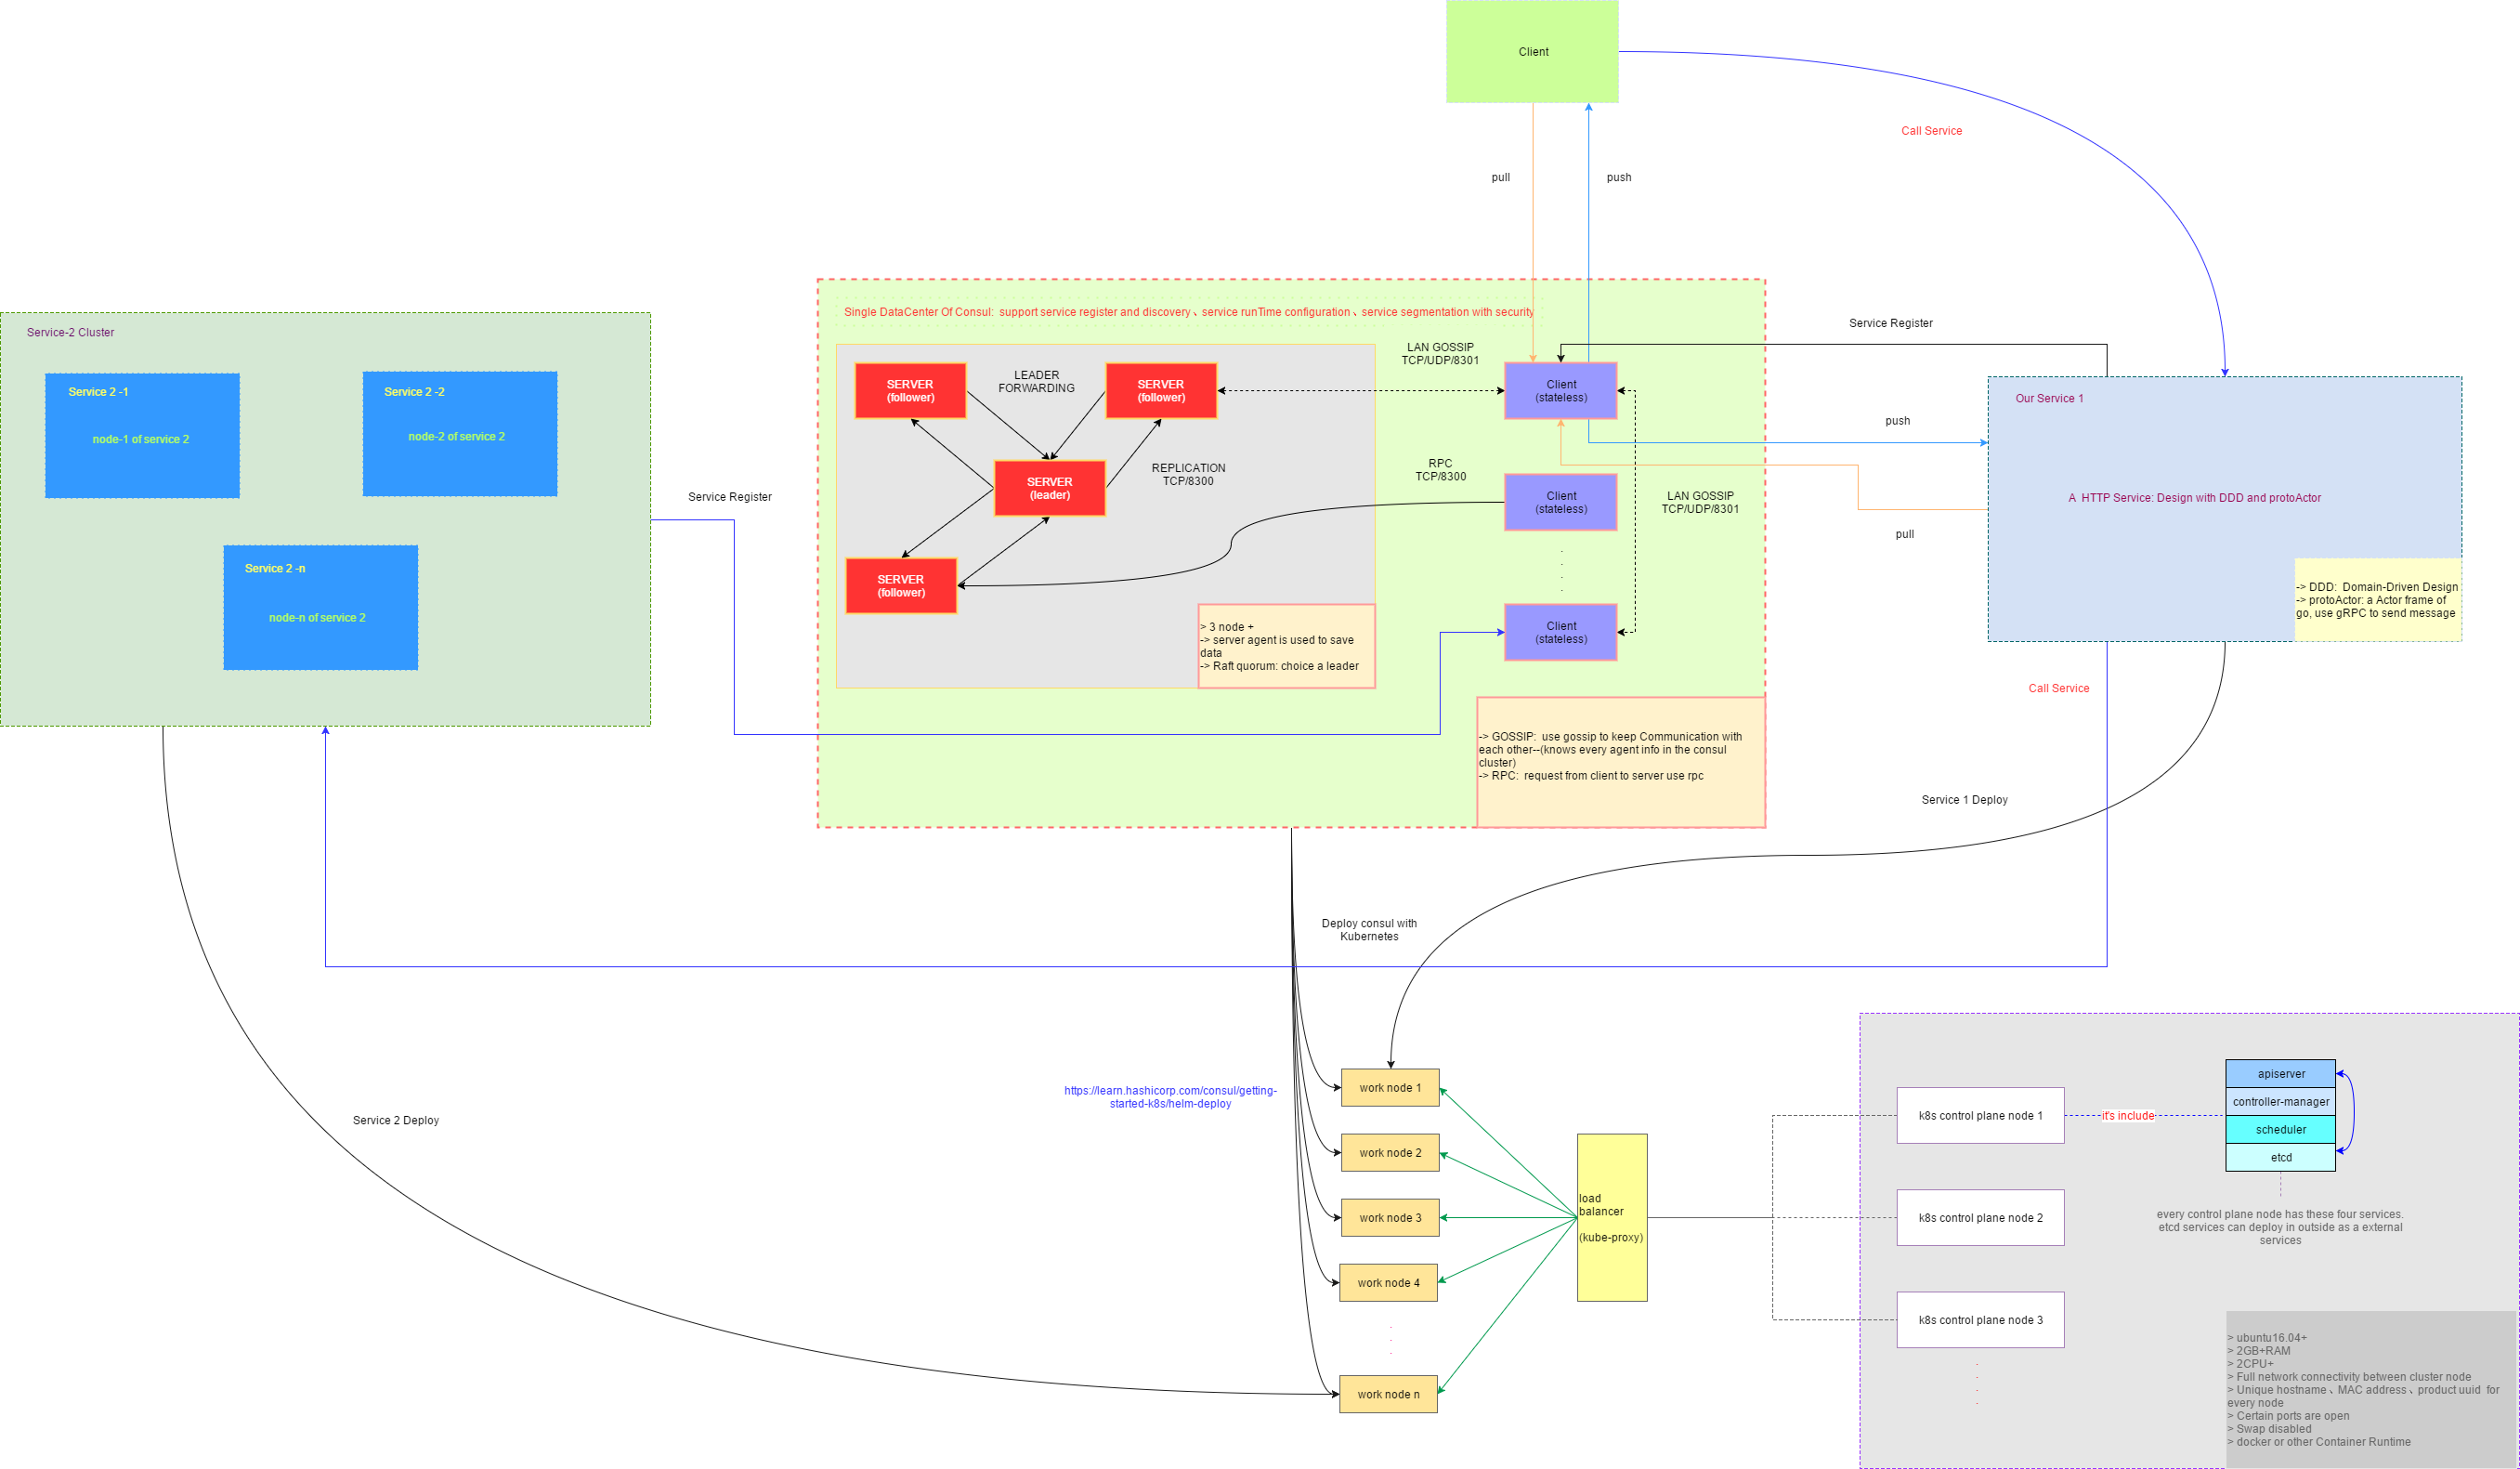 Client
Call Service
pull
push
Single DataCenter Of Consul:  support service register and discovery、service runTime configuration、service segmentation with security
Service Register
Service-2 Cluster
LAN GOSSIP
TCP/UDP/8301
SERVER
(follower)
LEADER
FORWARDING
SERVER
(follower)
Client
(stateless)
Service 2 -1
node-1 of service 2
Service 2 -2
node-2 of service 2
Our Service 1
push
REPLICATION
TCP/8300
RPC
TCP/8300
SERVER
(leader)
Client
(stateless)
LAN GOSSIP
TCP/UDP/8301
A  HTTP Service: Design with DDD and protoActor
Service Register
pull
.
.
.
.
Service 2 -n
node-n of service 2
SERVER
(follower)
-> DDD:  Domain-Driven Design
-> protoActor: a Actor frame of
go, use gRPC to send message
> 3 node +
-> server agent is used to save
data
-> Raft quorum: choice a leader
Client
(stateless)
Call Service
-> GOSSIP:  use gossip to keep Communication with
each other--(knows every agent info in the consul
cluster)
-> RPC:  request from client to server use rpc
Service 1 Deploy
Deploy consul with
Kubernetes
https://learn.hashicorp.com/consul/getting-
started-k8s/helm-deploy
Service 2 Deploy
work node 1
work node 2
work node 3
work node 4
.
.
.
work node n
load
balancer
(kube-proxy)
k8s control plane node 1
it's include
apiserver
controller-manager
scheduler
etcd
k8s control plane node 2
every control plane node has these four services.
etcd services can deploy in outside as a external
services
k8s control plane node 3
.
.
.
.
> ubuntu16.04+
> 2GB+RAM
> 2CPU+
> Full network connectivity between cluster node
> Unique hostname、MAC address、product uuid  for
every node
> Certain ports are open
> Swap disabled
> docker or other Container Runtime